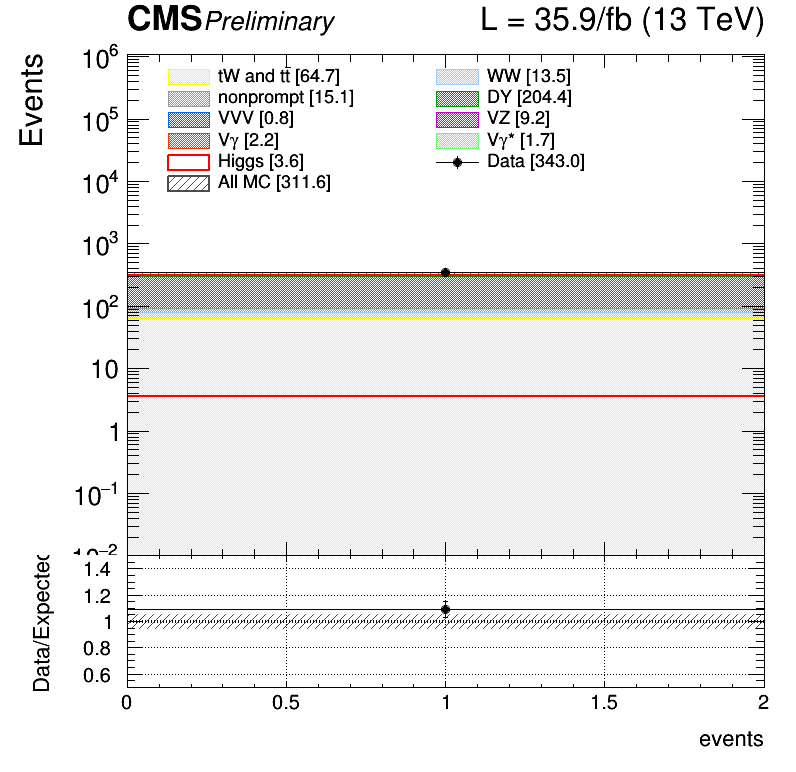 CMS Preliminary L = 35.9/fb (13 TeV)
Events
10^6
10^5
10^4
10^3
10^2
10
1
10^−1
10^−2
tW and tt̄ [64.7]
WW [13.5]
nonprompt [15.1]
DY [204.4]
VVV [0.8]
VZ [9.2]
Vγ [2.2]
Vγ* [1.7]
Higgs [3.6]
Data [343.0]
All MC [311.6]
Data/Expected
1.4
1.2
1
0.8
0.6
0 0.5 1 1.5 2
events